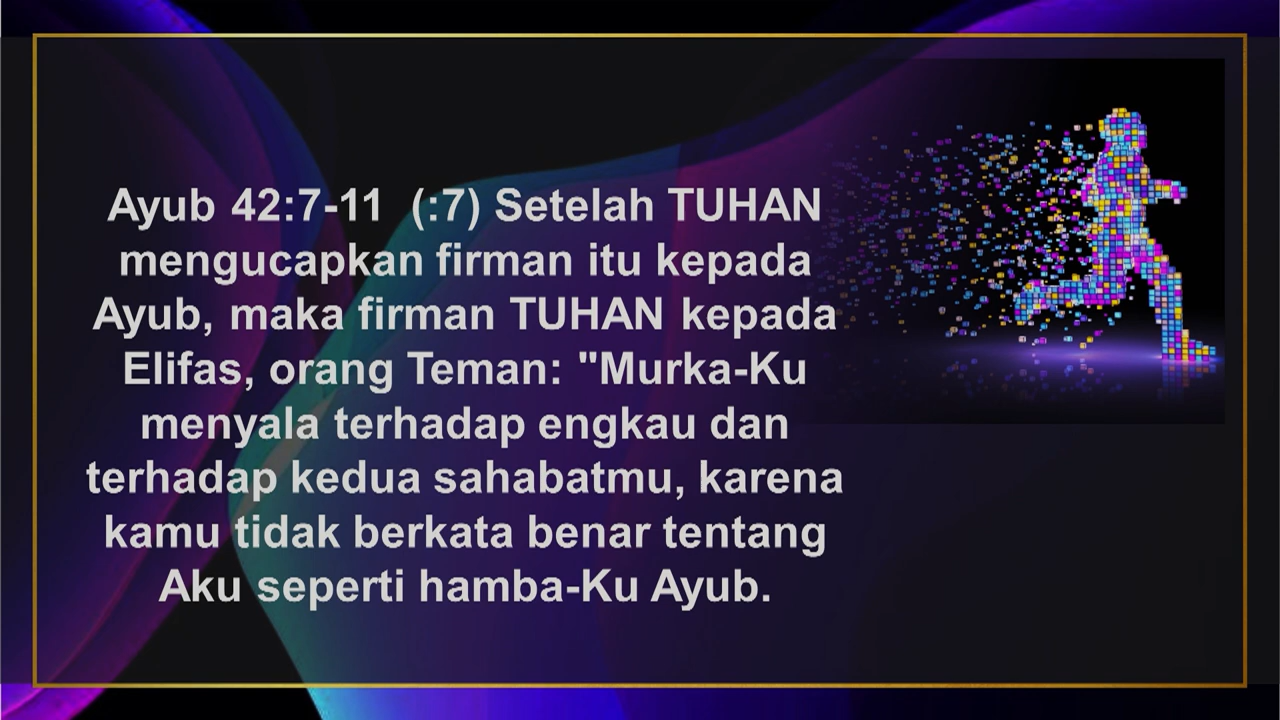 Ayub 42:7-11  (:7) Setelah TUHAN
mengucapkan firman itu kepada
Ayub, maka firman TUHAN kepada
Elifas, orang Teman: "Murka-Ku
menyala terhadap engkau dan
terhadap kedua sahabatmu, karena
kamu tidak berkata benar tentang
Aku seperti hamba-Ku Ayub.